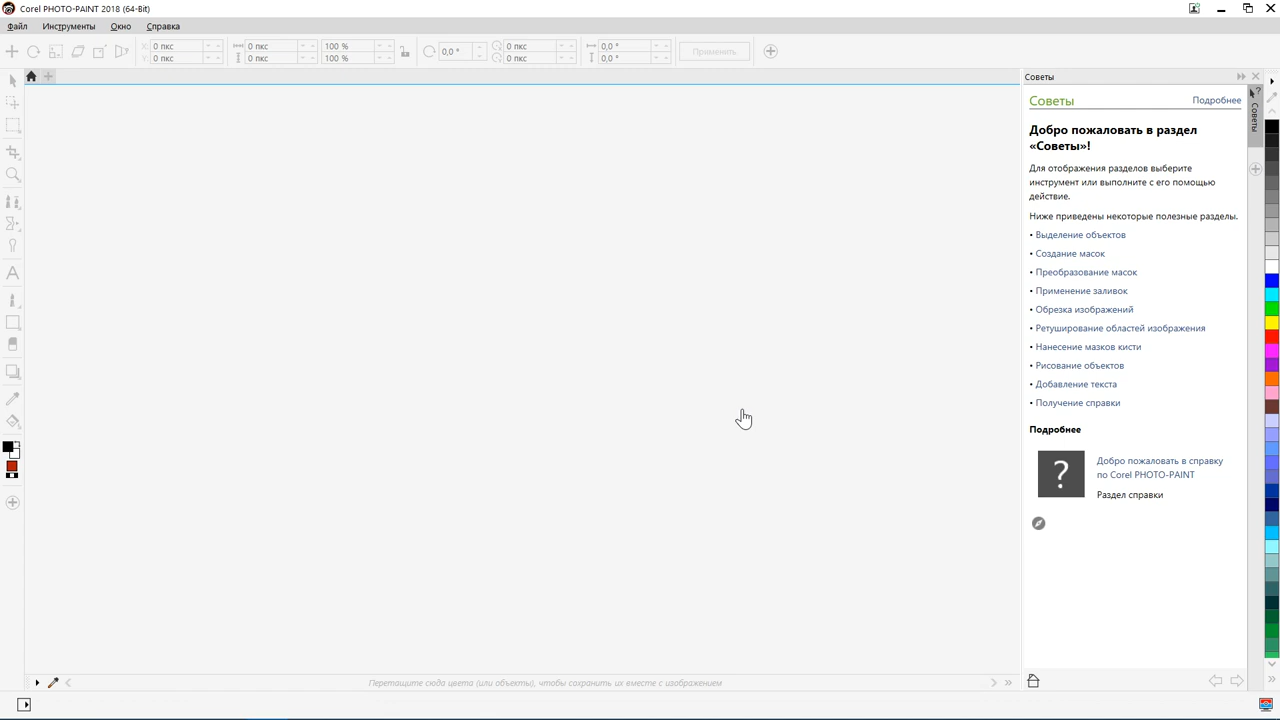 Corel PHOTO-PAINT 2018 (64-Bit)
Файл Инструменты Окно Справка
X: 0 пкс 0 пкс 100 % 0,0 ° 0 пкс 0,0 ° Применить
Y: 0 пкс 0 пкс 100 % 0 пкс 0,0 °
Советы
Советы Подробнее
Советы
Добро пожаловать в раздел
«Советы»!
Для отображения разделов выберите
инструмент или выполните с его помощью
действие.
Ниже приведены некоторые полезные разделы.
• Выделение объектов
• Создание масок
• Преобразование масок
• Применение заливок
• Обрезка изображений
• Ретуширование областей изображения
• Нанесение мазков кисти
• Рисование объектов
• Добавление текста
• Получение справки
Подробнее
?
Добро пожаловать в справку
по Corel PHOTO-PAINT
Раздел справки
Перетащите сюда цвета (или объекты), чтобы сохранить их вместе с изображением